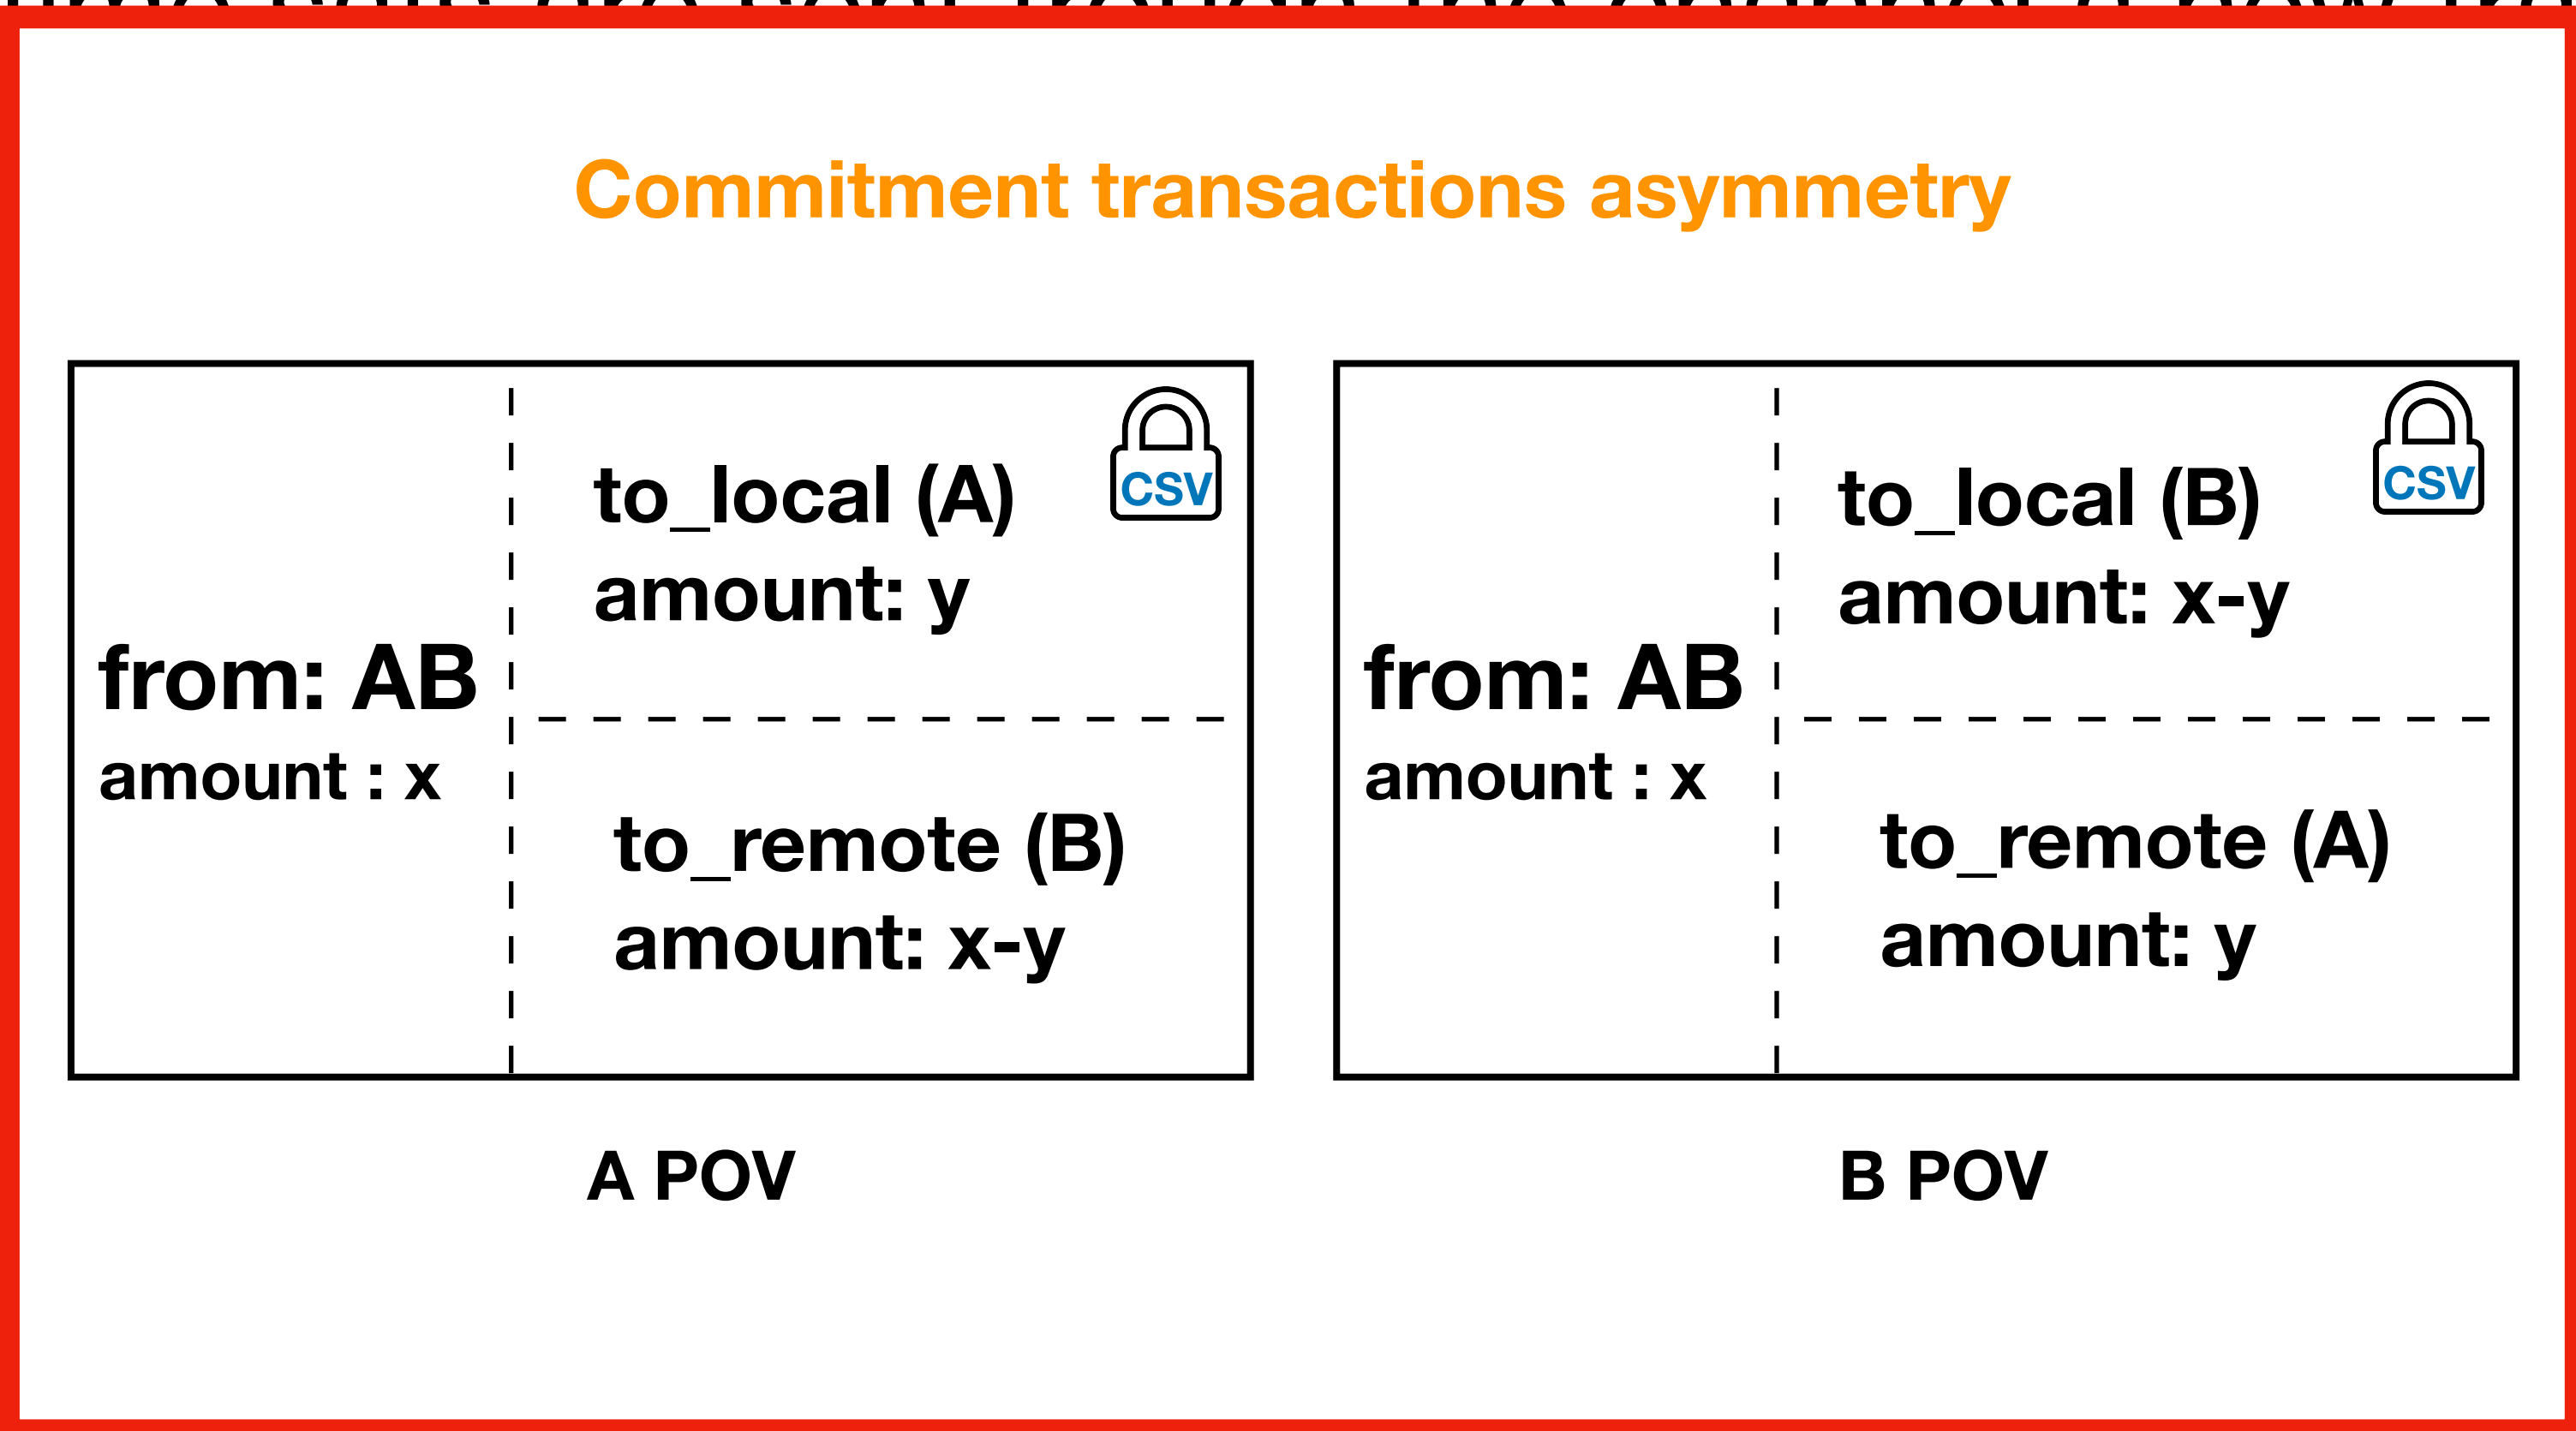 Commitment transactions asymmetry
from: AB
amount : x
to_local (A)
amount: y
CSV
to_remote (B)
amount: x-y
A POV
from: AB
amount : x
to_local (B)
amount: x-y
CSV
to_remote (A)
amount: y
B POV